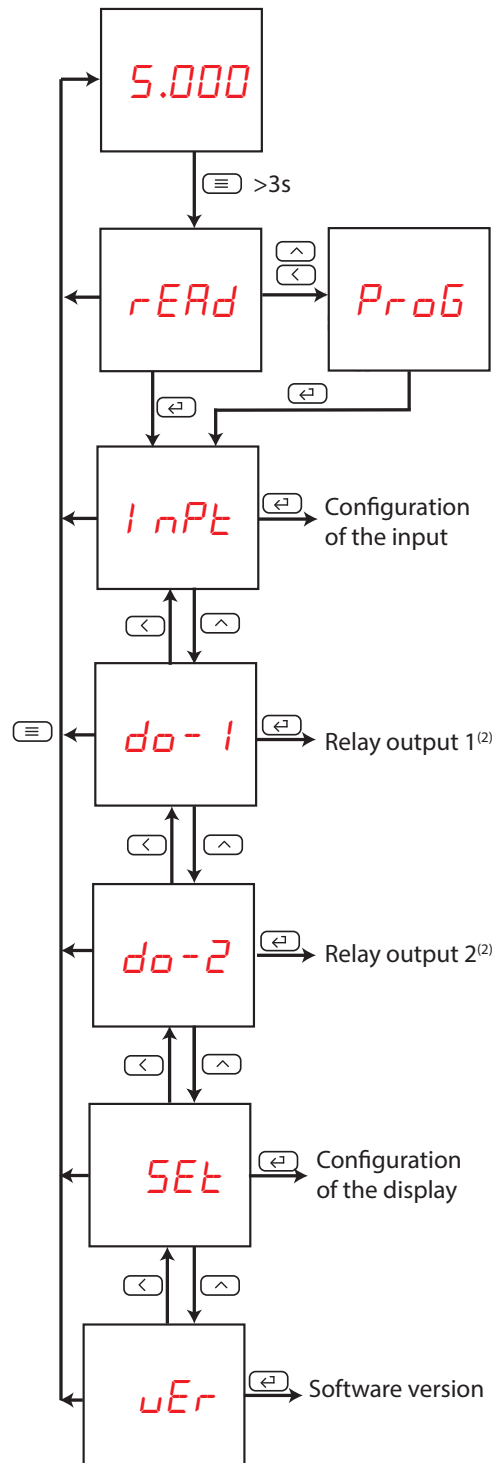 5.000
>3s
rEAd
ProG
InPt
Configuration
of the input
do-1
Relay output 1(2)
do-2
Relay output 2(2)
SEt
Configuration
of the display
vEr
Software version